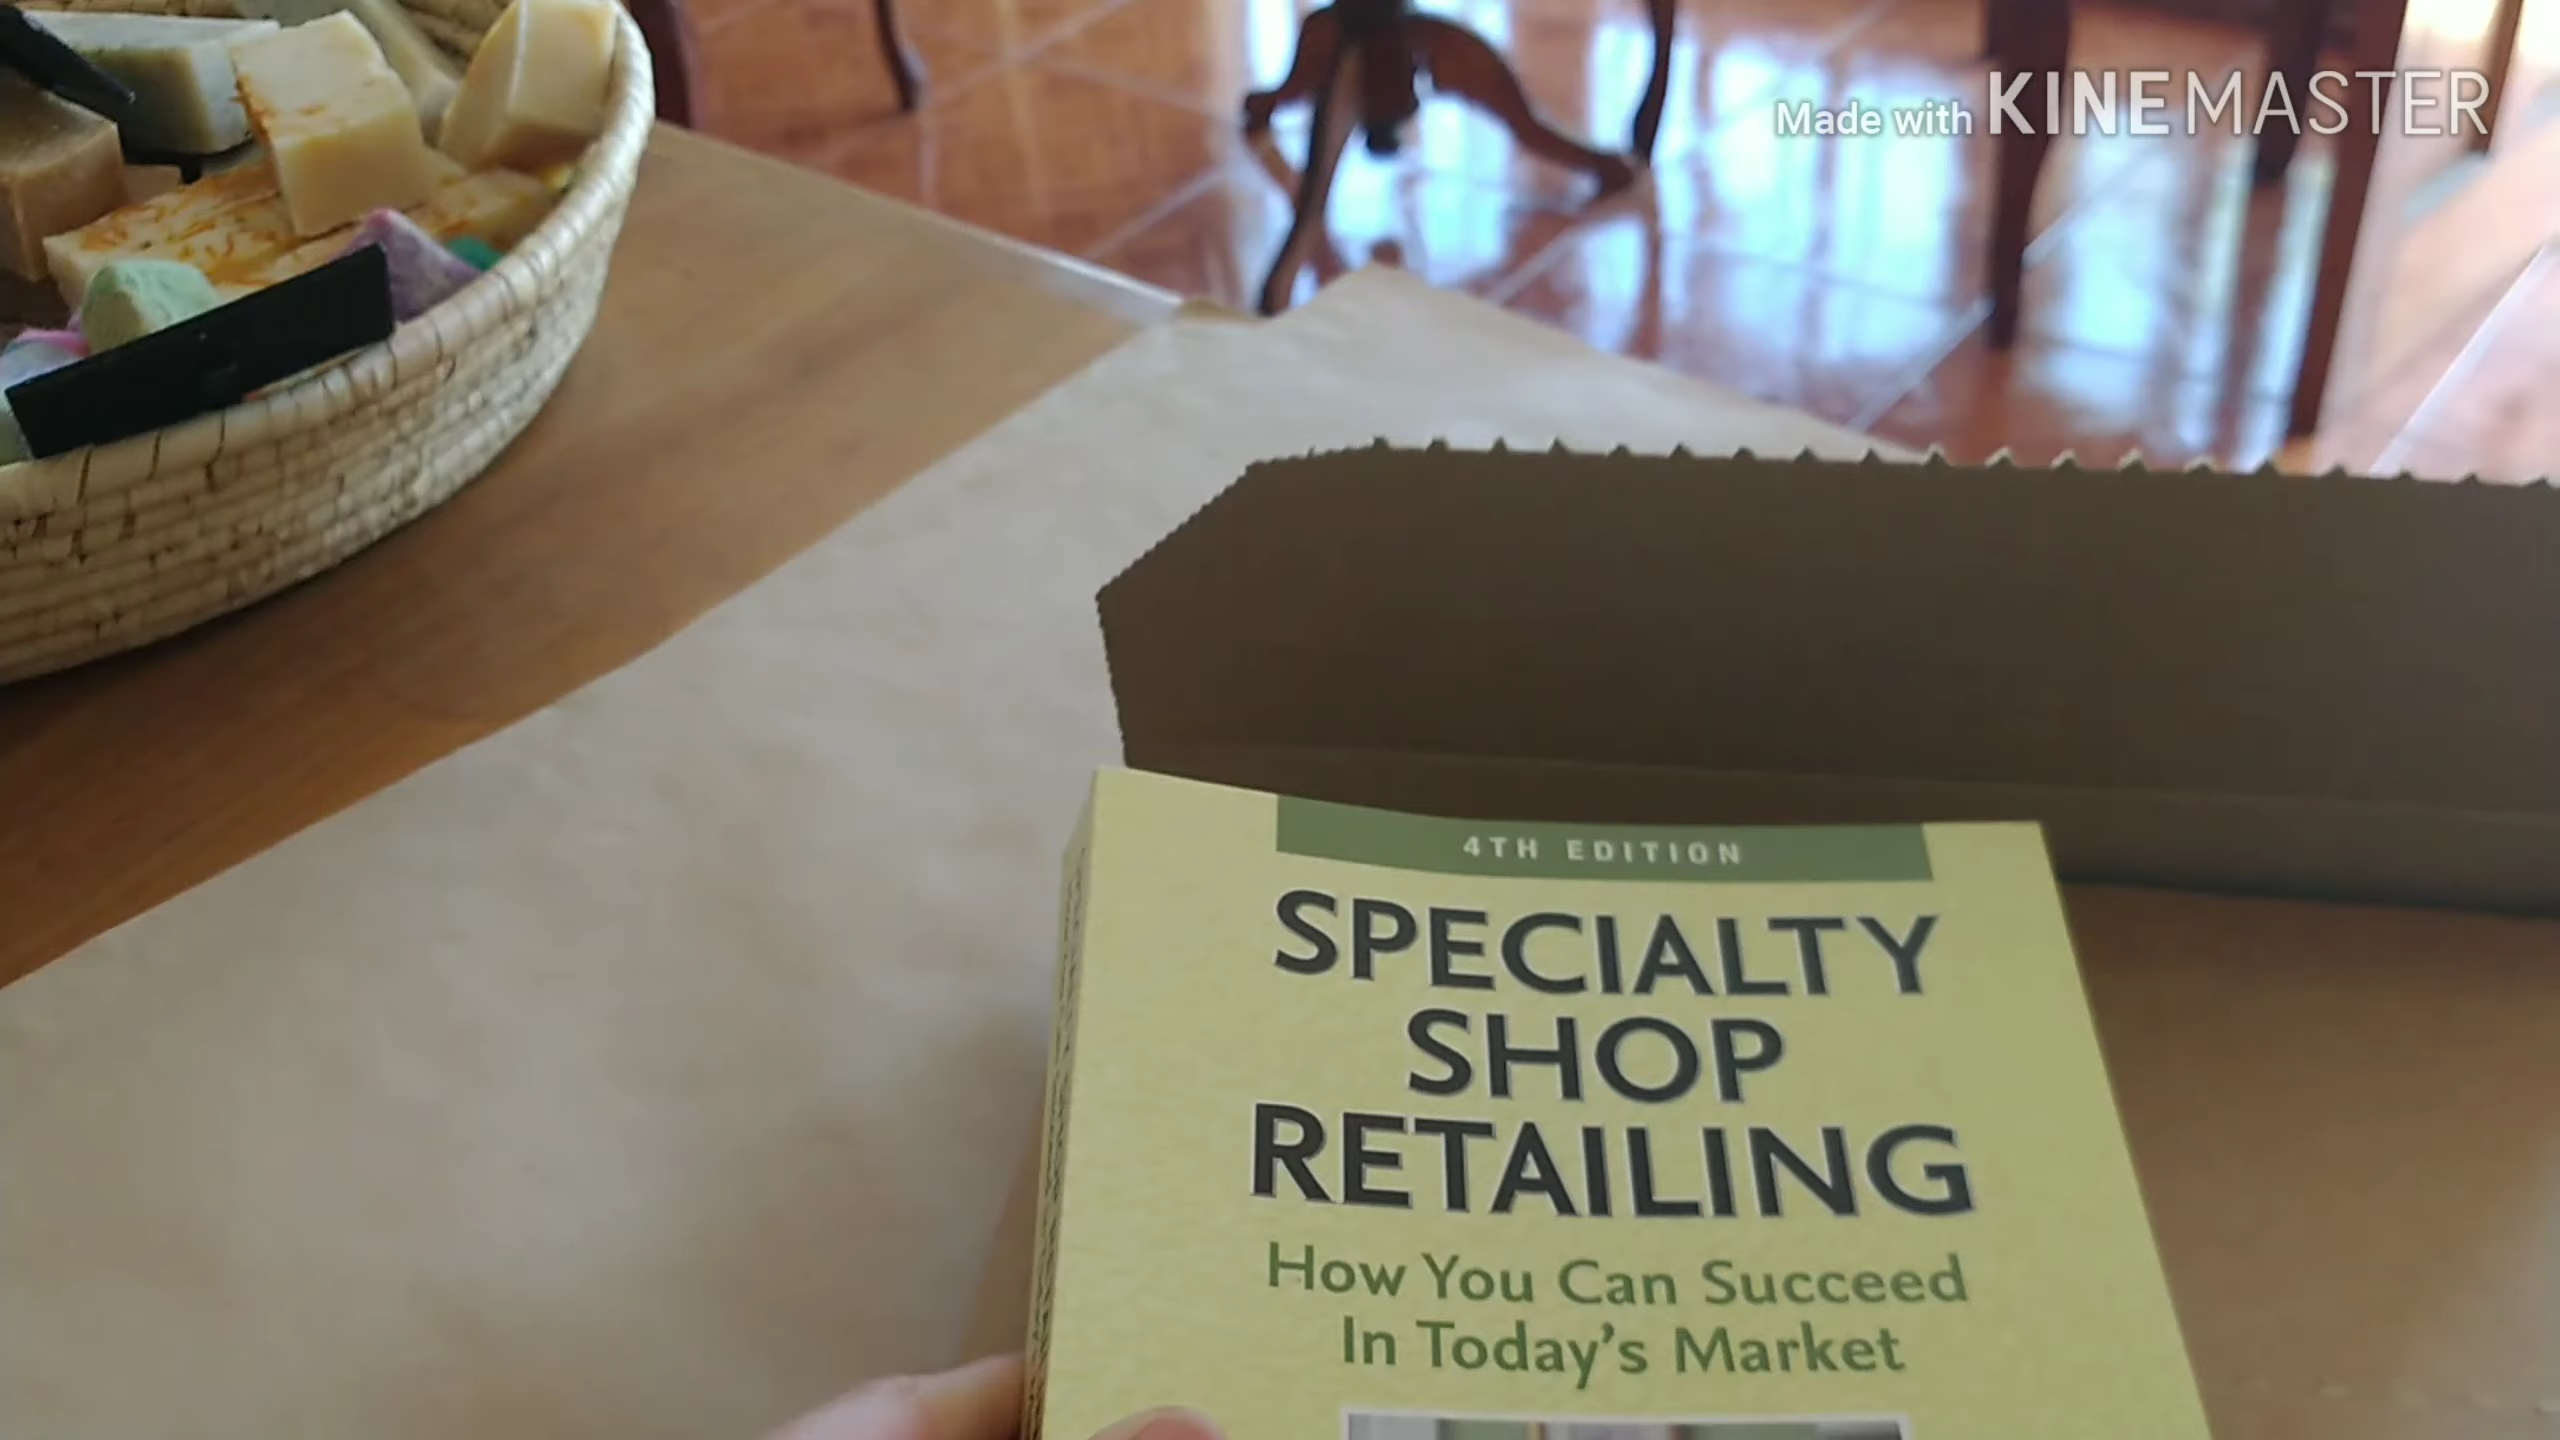 Made with KINEMASTER
4TH EDITION
SPECIALTY
SHOP
RETAILING
How You Can Succeed
In Today's Market